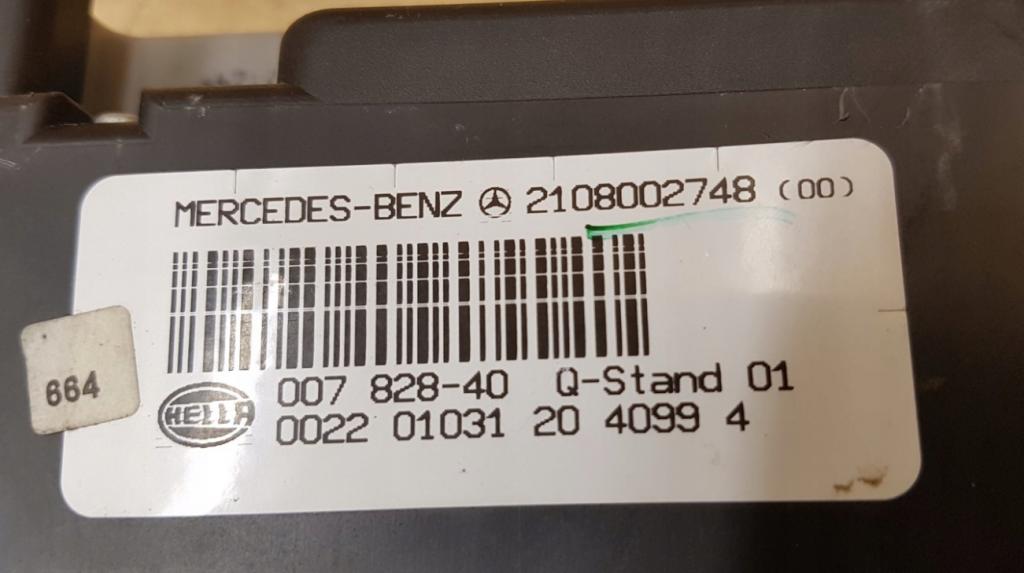 MERCEDES-BENZ 2108002748 (00)
664
HELLA
007 828-40 Q-Stand 01
0022 01031 20 4099 4